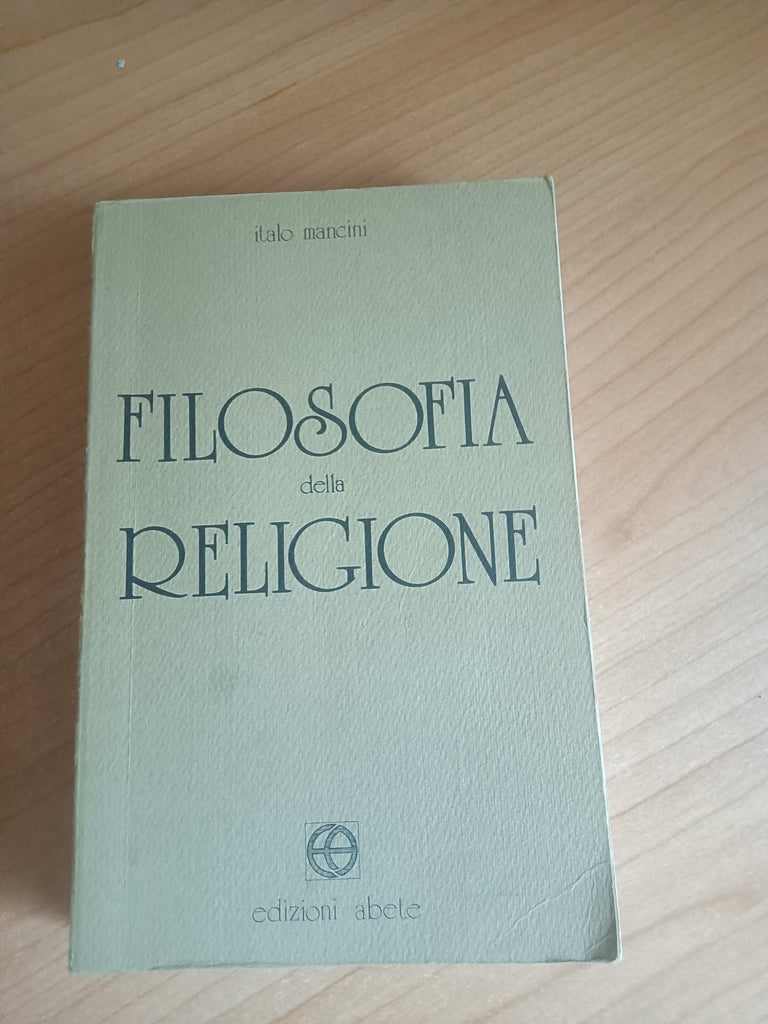 italo mancini
FILOSOFIA
della
RELIGIONE
edizioni abete